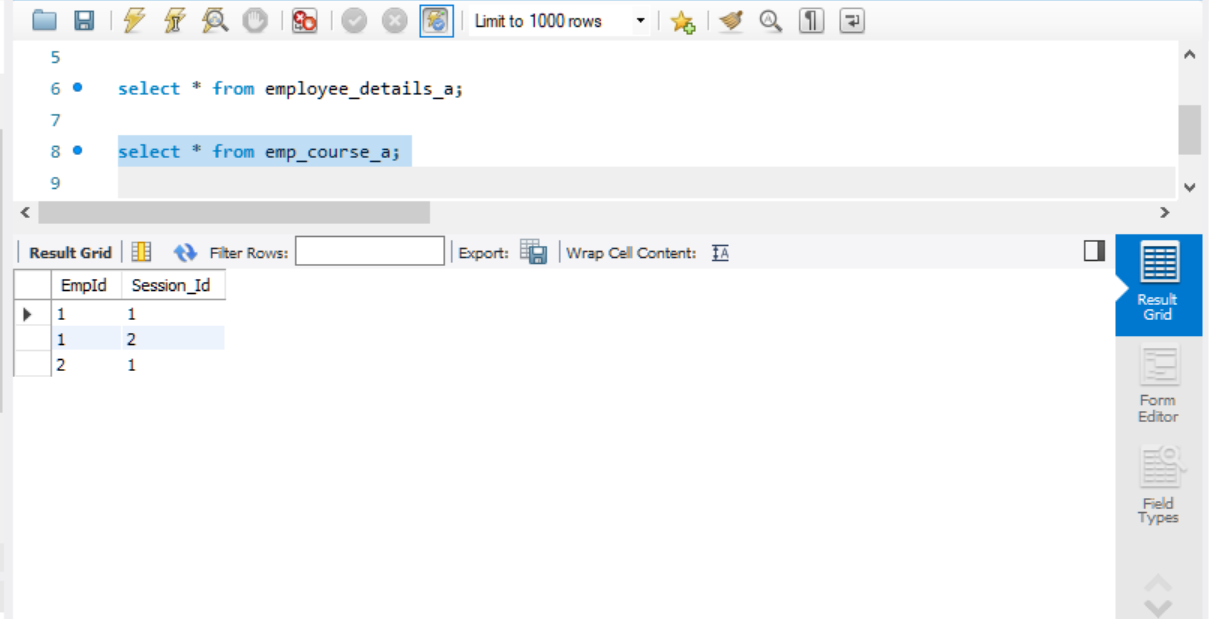 Limit to 1000 rows
5
6 select * from employee_details_a;
7
8 select * from emp_course_a;
9
Result Grid Filter Rows: Export: Wrap Cell Content: IA
EmpId Session_Id
1 1
1 2
2 1
Result
Grid
Form
Editor
Field
Types